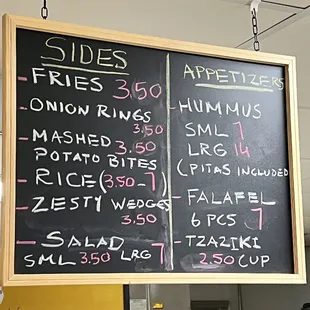 SIDES
- FRIES 3.50
- ONION RINGS
3.50
- MASHED 3.50
POTATO BITES
- RICE (3.50 - 7)
- ZESTY WEDGES
3.50
- SALAD
SML 3.50 LRG 7
APPETIZERS
- HUMMUS
SML 7
LRG 14
(PITAS INCLUDED
- FALAFEL
6 PCS 7
- TZAZIKI
2.50 CUP